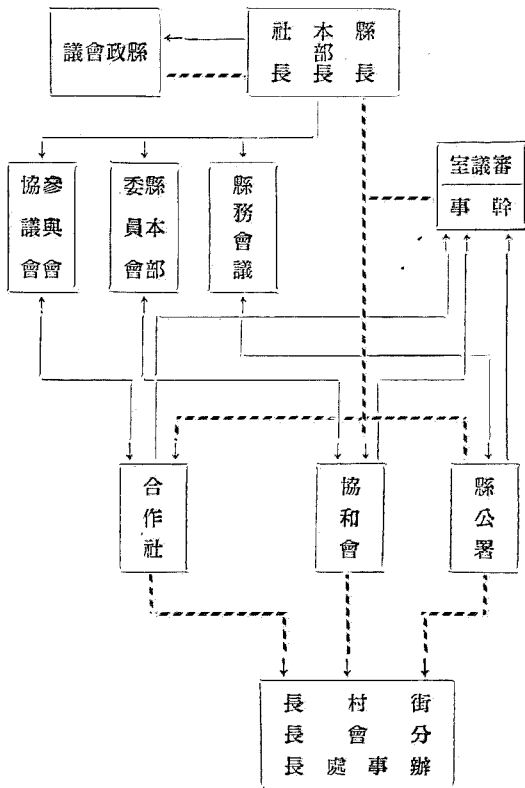 縣長
本部長
社長
縣政會議
審議室
幹事
縣務會議
縣本部
委員會
參與會
協議會
縣公署
協和會
合作社
街村長
分會長
辦事處長